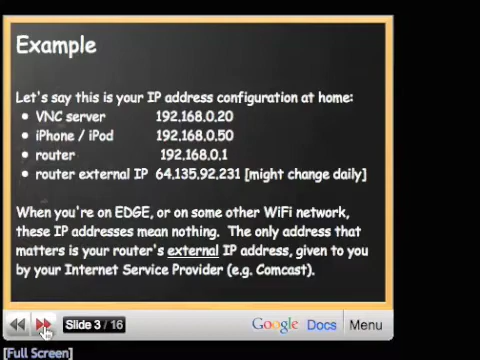 Example
Let's say this is your IP address configuration at home:
• VNC server 192.168.0.20
• iPhone / iPod 192.168.0.50
• router 192.168.0.1
• router external IP 64.135.92.231 [might change daily]
When you're on EDGE, or on some other WiFi network,
these IP addresses mean nothing. The only address that
matters is your router's external IP address, given to you
by your Internet Service Provider (e.g. Comcast).
Slide 3 / 16 Google Docs Menu
[Full Screen]